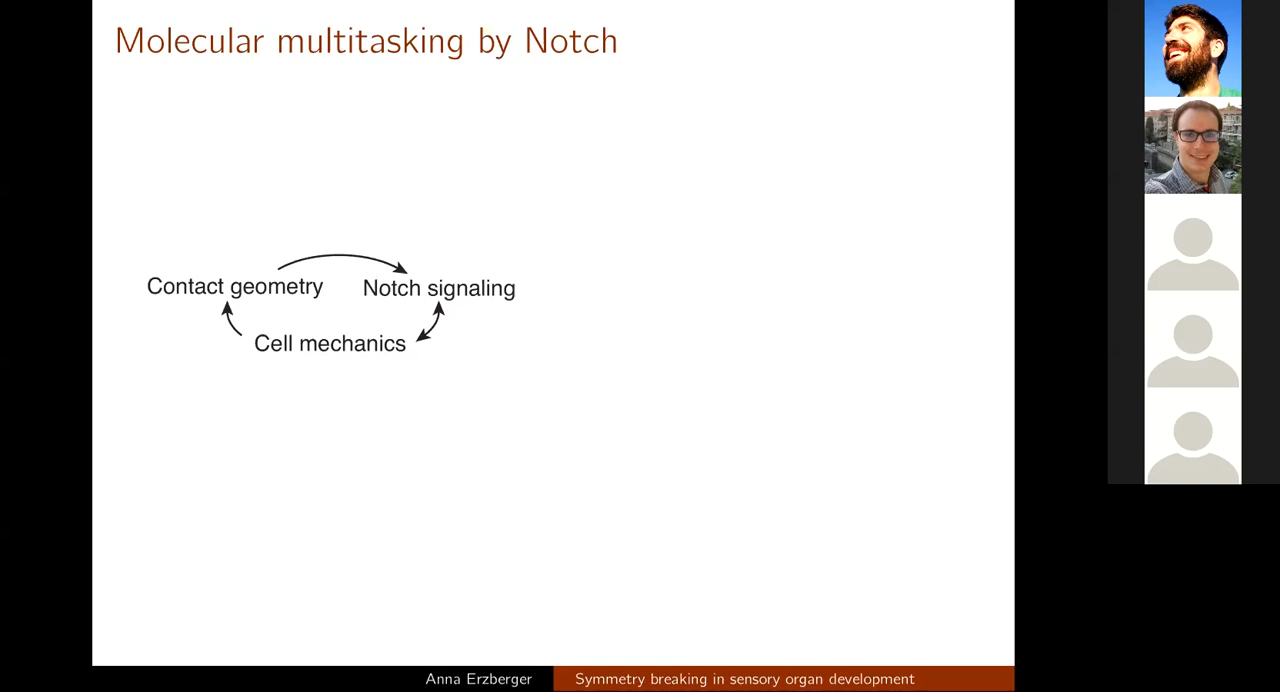 Molecular multitasking by Notch
Contact geometry
Notch signaling
Cell mechanics
Anna Erzberger
Symmetry breaking in sensory organ development